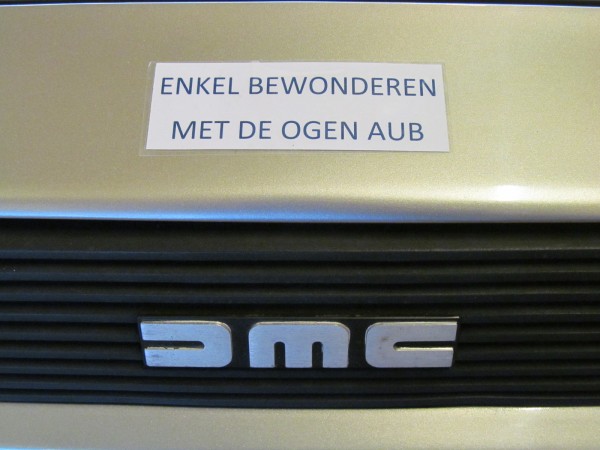 ENKEL BEWONDEREN
MET DE OGEN AUB
DMC